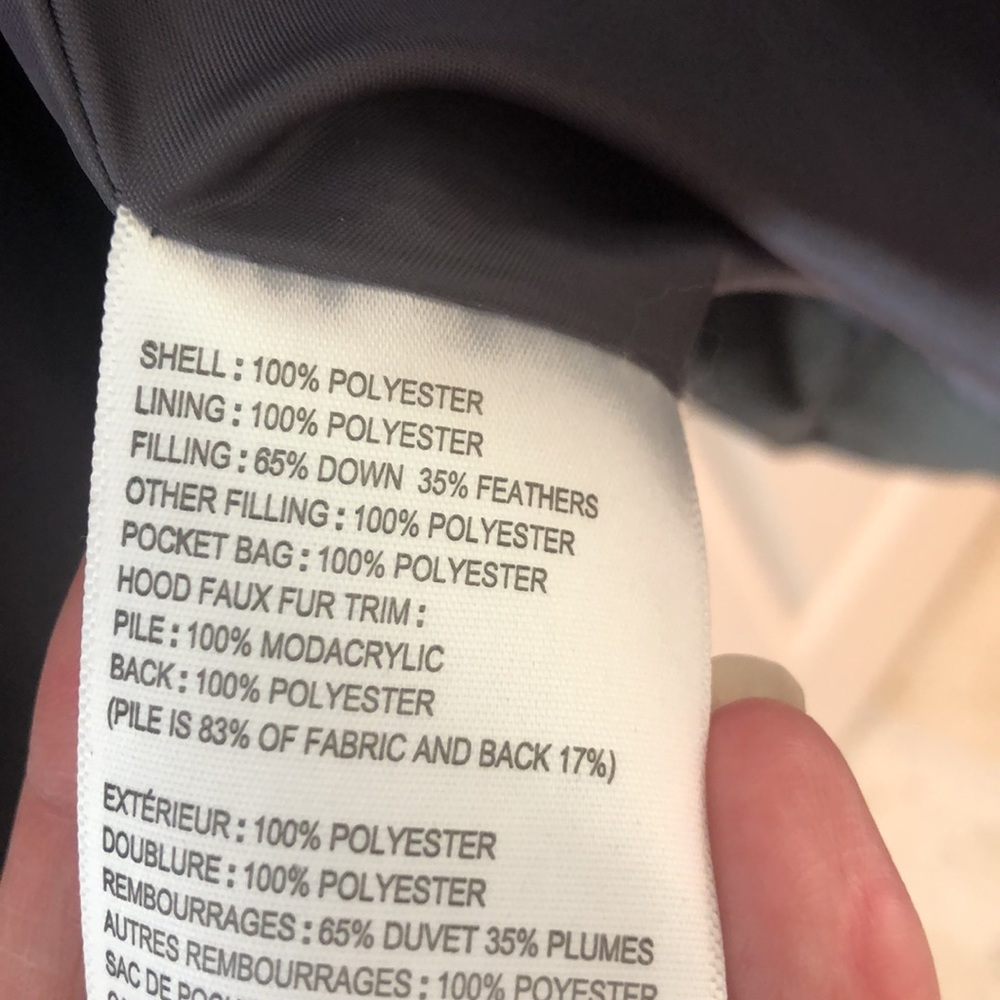 SHELL : 100% POLYESTER
LINING : 100% POLYESTER
FILLING : 65% DOWN 35% FEATHERS
OTHER FILLING : 100% POLYESTER
POCKET BAG : 100% POLYESTER
HOOD FAUX FUR TRIM :
PILE : 100% MODACRYLIC
BACK : 100% POLYESTER
(PILE IS 83% OF FABRIC AND BACK 17%)
EXTÉRIEUR : 100% POLYESTER
DOUBLURE : 100% POLYESTER
REMBOURRAGES : 65% DUVET 35% PLUMES
AUTRES REMBOURRAGES : 100% POYESTER
SAC DE